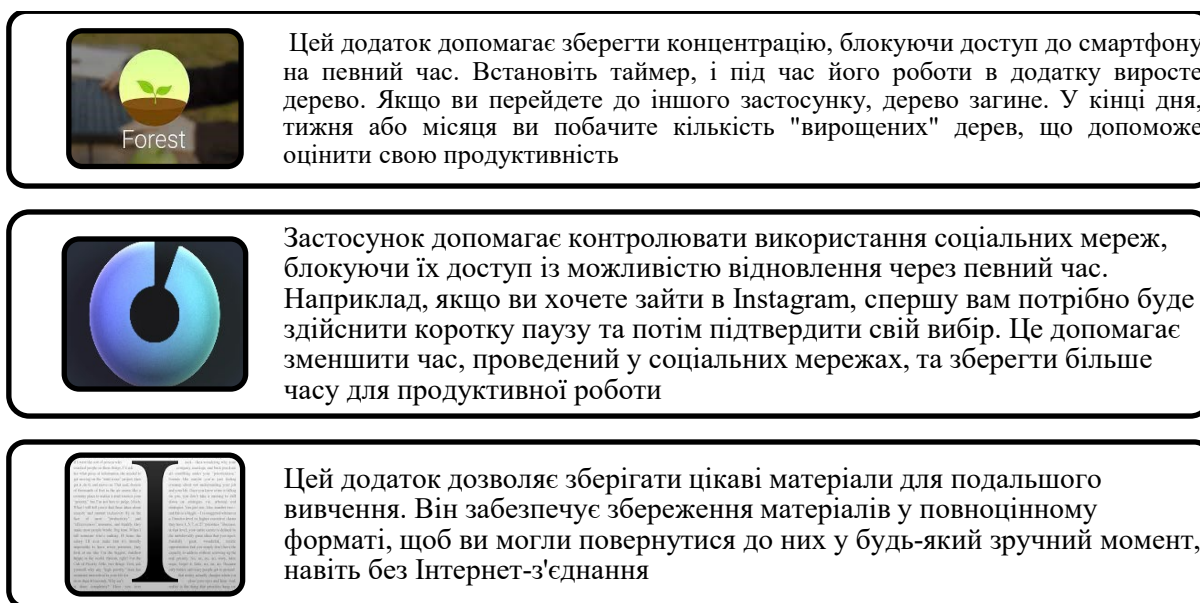 Forest
Цей додаток допомагає зберегти концентрацію, блокуючи доступ до смартфону
на певний час. Встановіть таймер, і під час його роботи в додатку виросте
дерево. Якщо ви перейдете до іншого застосунку, дерево загине. У кінці дня,
тижня або місяця ви побачите кількість "вирощених" дерев, що допоможе
оцінити свою продуктивність
Застосунок допомагає контролювати використання соціальних мереж,
блокуючи їх доступ із можливістю відновлення через певний час.
Наприклад, якщо ви хочете зайти в Instagram, спершу вам потрібно буде
здійснити коротку паузу та потім підтвердити свій вибір. Це допомагає
зменшити час, проведений у соціальних мережах, та зберегти більше
часу для продуктивної роботи
I
Цей додаток дозволяє зберігати цікаві матеріали для подальшого
вивчення. Він забезпечує збереження матеріалів у повноцінному
форматі, щоб ви могли повернутися до них у будь-який зручний момент,
навіть без Інтернет-з'єднання